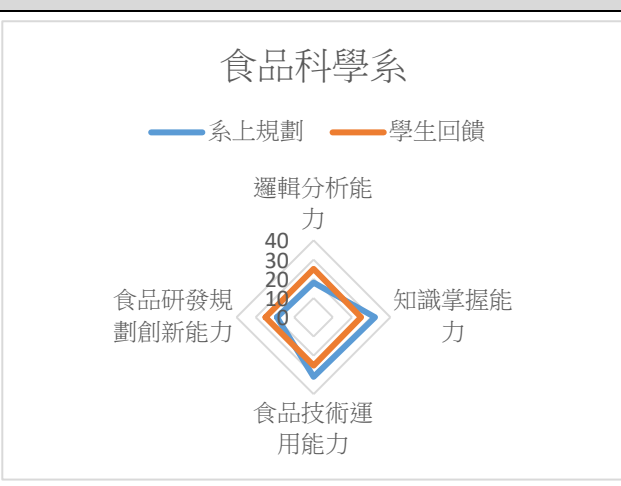 食品科學系
系上規劃 學生回饋
邏輯分析能
力
40
30
20
10
0
食品研發規
劃創新能力
知識掌握能
力
食品技術運
用能力